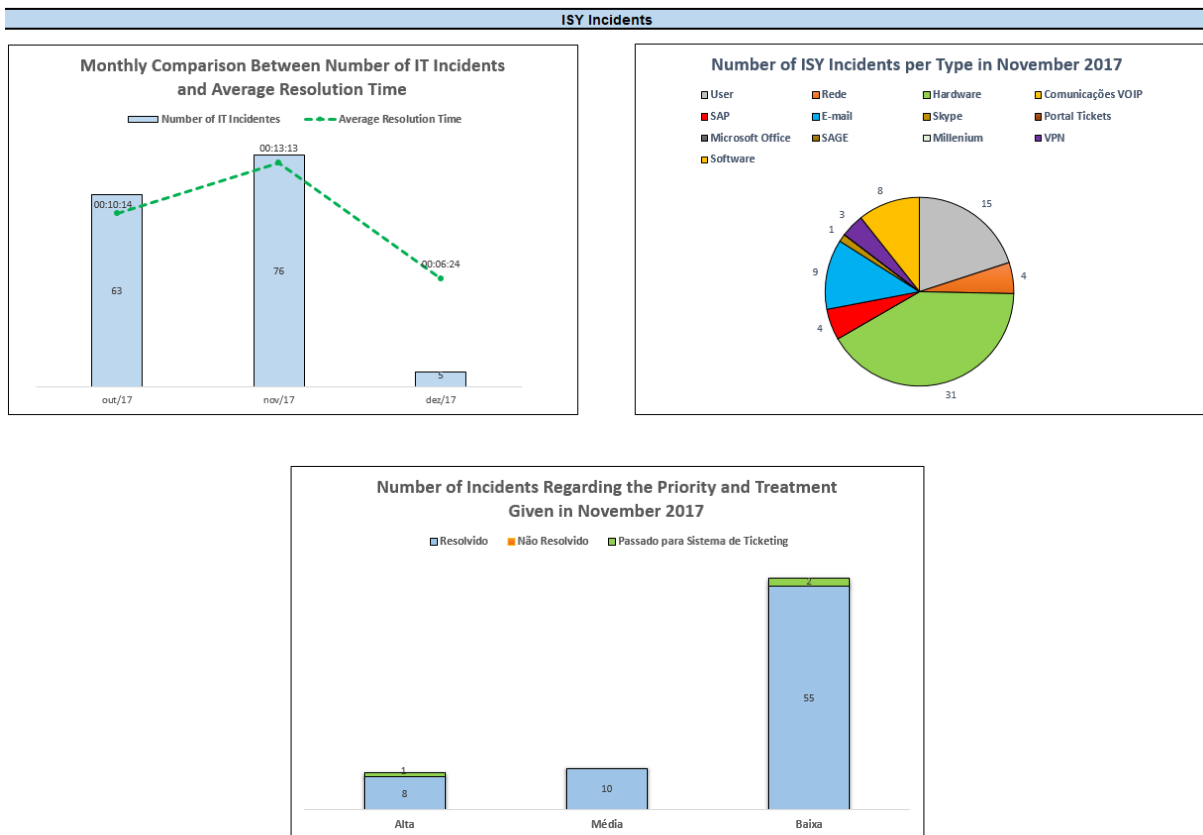 ISY Incidents
Monthly Comparison Between Number of IT Incidents
and Average Resolution Time
Number of IT Incidentes
Average Resolution Time
00:10:14
00:13:13
00:06:24
63
76
5
out/17
nov/17
dez/17
Number of ISY Incidents per Type in November 2017
User
Rede
Hardware
Comunicações VOIP
SAP
E-mail
Skype
Portal Tickets
Microsoft Office
SAGE
Millenium
VPN
Software
8
15
3
1
4
9
4
31
Number of Incidents Regarding the Priority and Treatment
Given in November 2017
Resolvido
Não Resolvido
Passado para Sistema de Ticketing
2
55
1
8
10
Alta
Média
Baixa